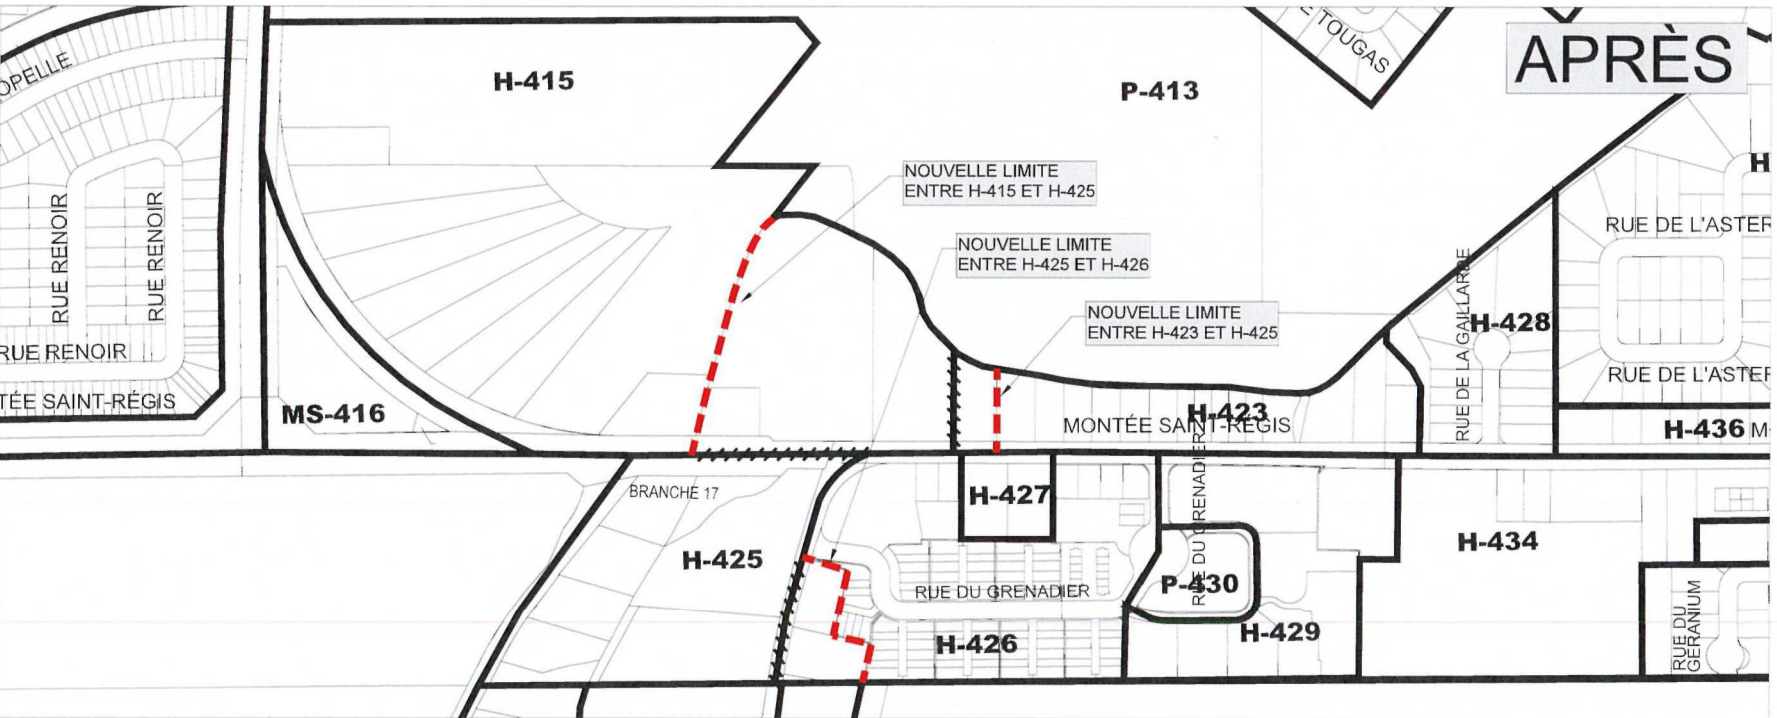 APRÈS
H-415
P-413
TOUGAS
OPELLE
NOUVELLE LIMITE
ENTRE H-415 ET H-425
NOUVELLE LIMITE
ENTRE H-425 ET H-426
NOUVELLE LIMITE
ENTRE H-423 ET H-425
RUE RENOIR
RUE RENOIR
RUE RENOIR
TÉE SAINT-RÉGIS
MS-416
H-423
MONTÉE SAINT-RÉGIS
RUE DE LA GAILLARDE
H-428
H
RUE DE L'ASTER
RUE DE L'ASTER
H-436 M
BRANCHE 17
H-425
H-427
RUE DU GRENADIER
RUE DU GRENADIER
H-426
P-430
H-429
H-434
RUE DU
GÉRANIUM